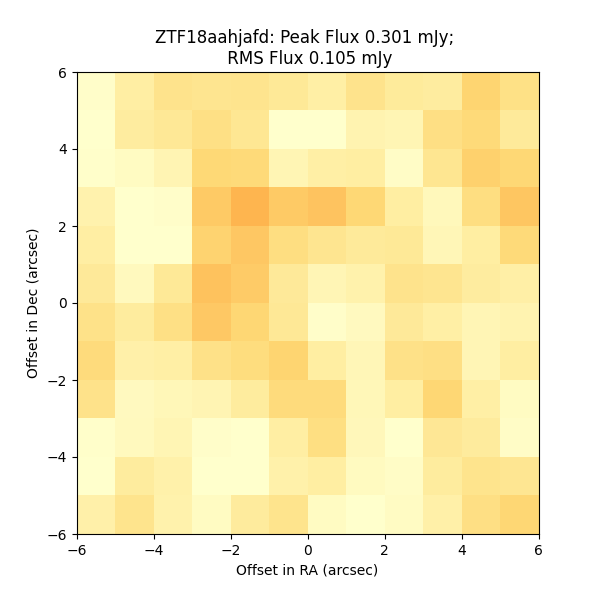 ZTF18aahjafd: Peak Flux 0.301 mJy;
RMS Flux 0.105 mJy
6
4
2
0
−2
−4
−6
Offset in Dec (arcsec)
−6 −4 −2 0 2 4 6
Offset in RA (arcsec)